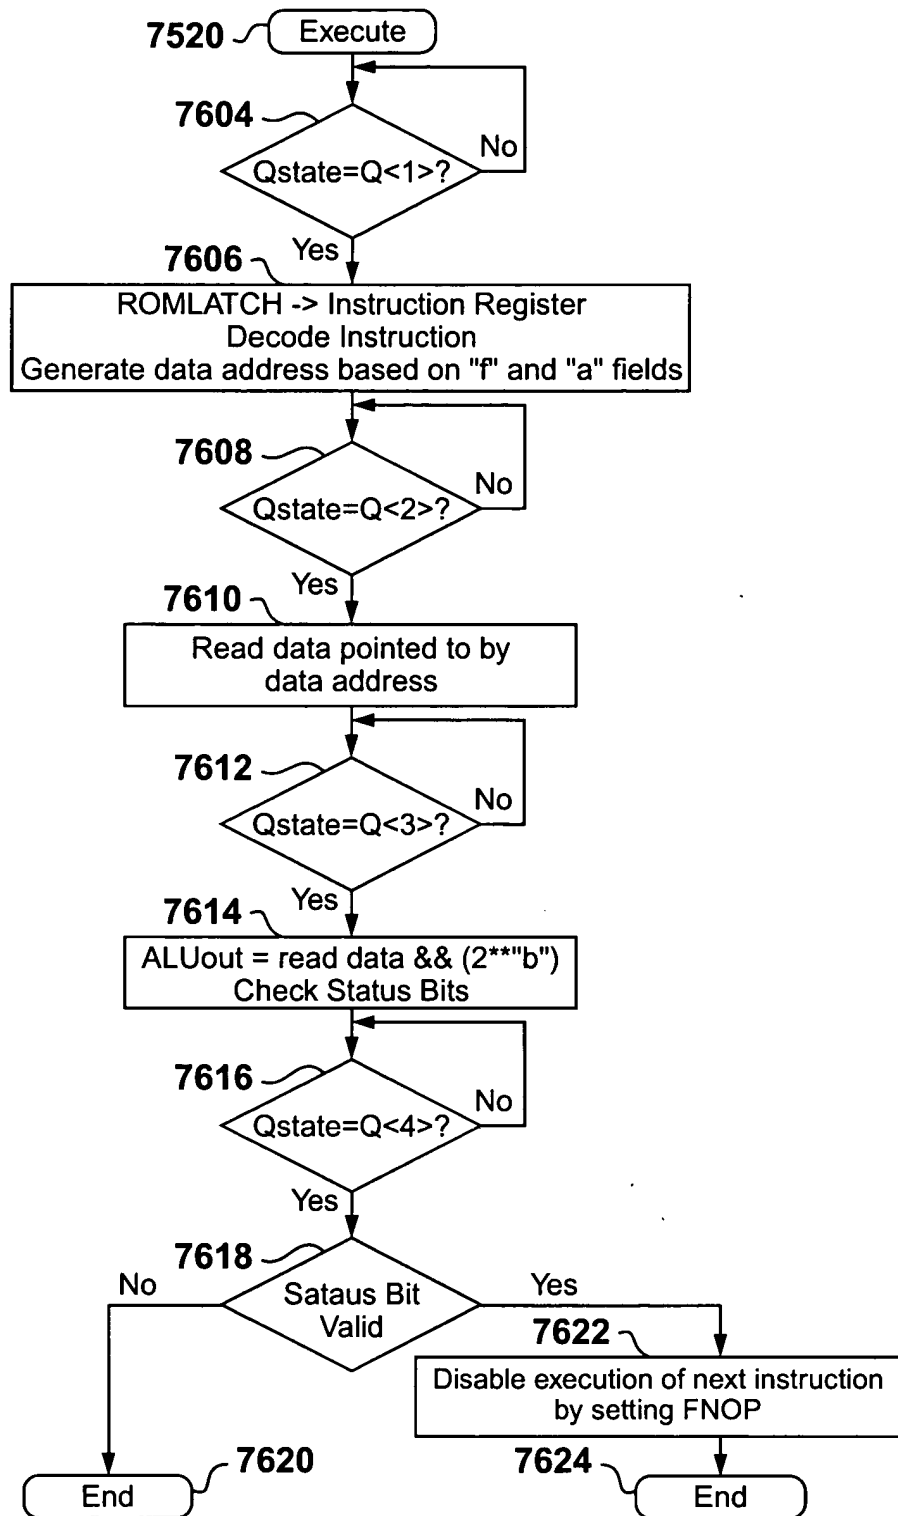 7520
Execute
7604
Qstate=Q<1>?
No
Yes
7606
ROMLATCH -> Instruction Register
Decode Instruction
Generate data address based on "f" and "a" fields
7608
Qstate=Q<2>?
No
Yes
7610
Read data pointed to by
data address
7612
Qstate=Q<3>?
No
Yes
7614
ALUout = read data && (2**"b")
Check Status Bits
7616
Qstate=Q<4>?
No
Yes
7618
Sataus Bit
Valid
No
Yes
7622
Disable execution of next instruction
by setting FNOP
7620
End
7624
End